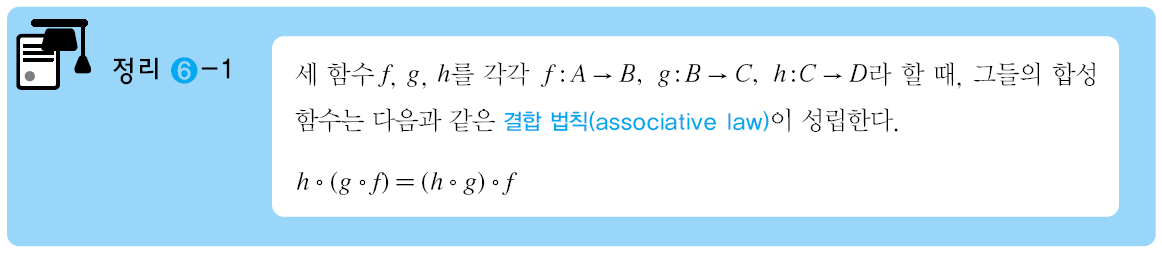 정리 6-1
세 함수 f, g, h를 각각 f:A→B, g:B→C, h:C→D라 할 때, 그들의 합성
함수는 다음과 같은 결합 법칙(associative law)이 성립한다.
h∘(g∘f)=(h∘g)∘f